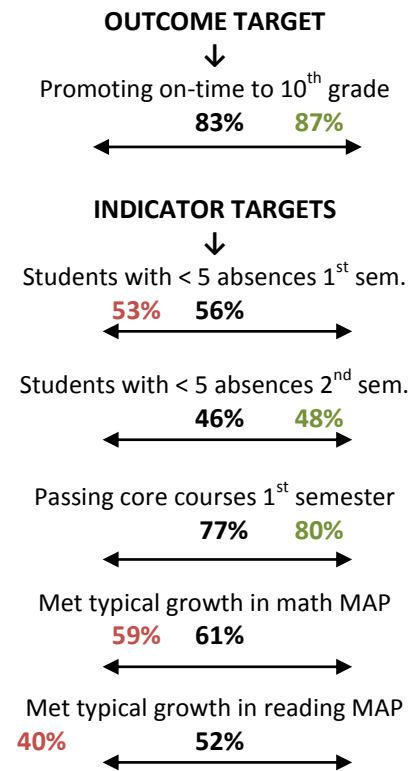 OUTCOME TARGET
↓
Promoting on-time to 10th grade
83% 87%
INDICATOR TARGETS
↓
Students with < 5 absences 1st sem.
53% 56%
Students with < 5 absences 2nd sem.
46% 48%
Passing core courses 1st semester
77% 80%
Met typical growth in math MAP
59% 61%
Met typical growth in reading MAP
40% 52%